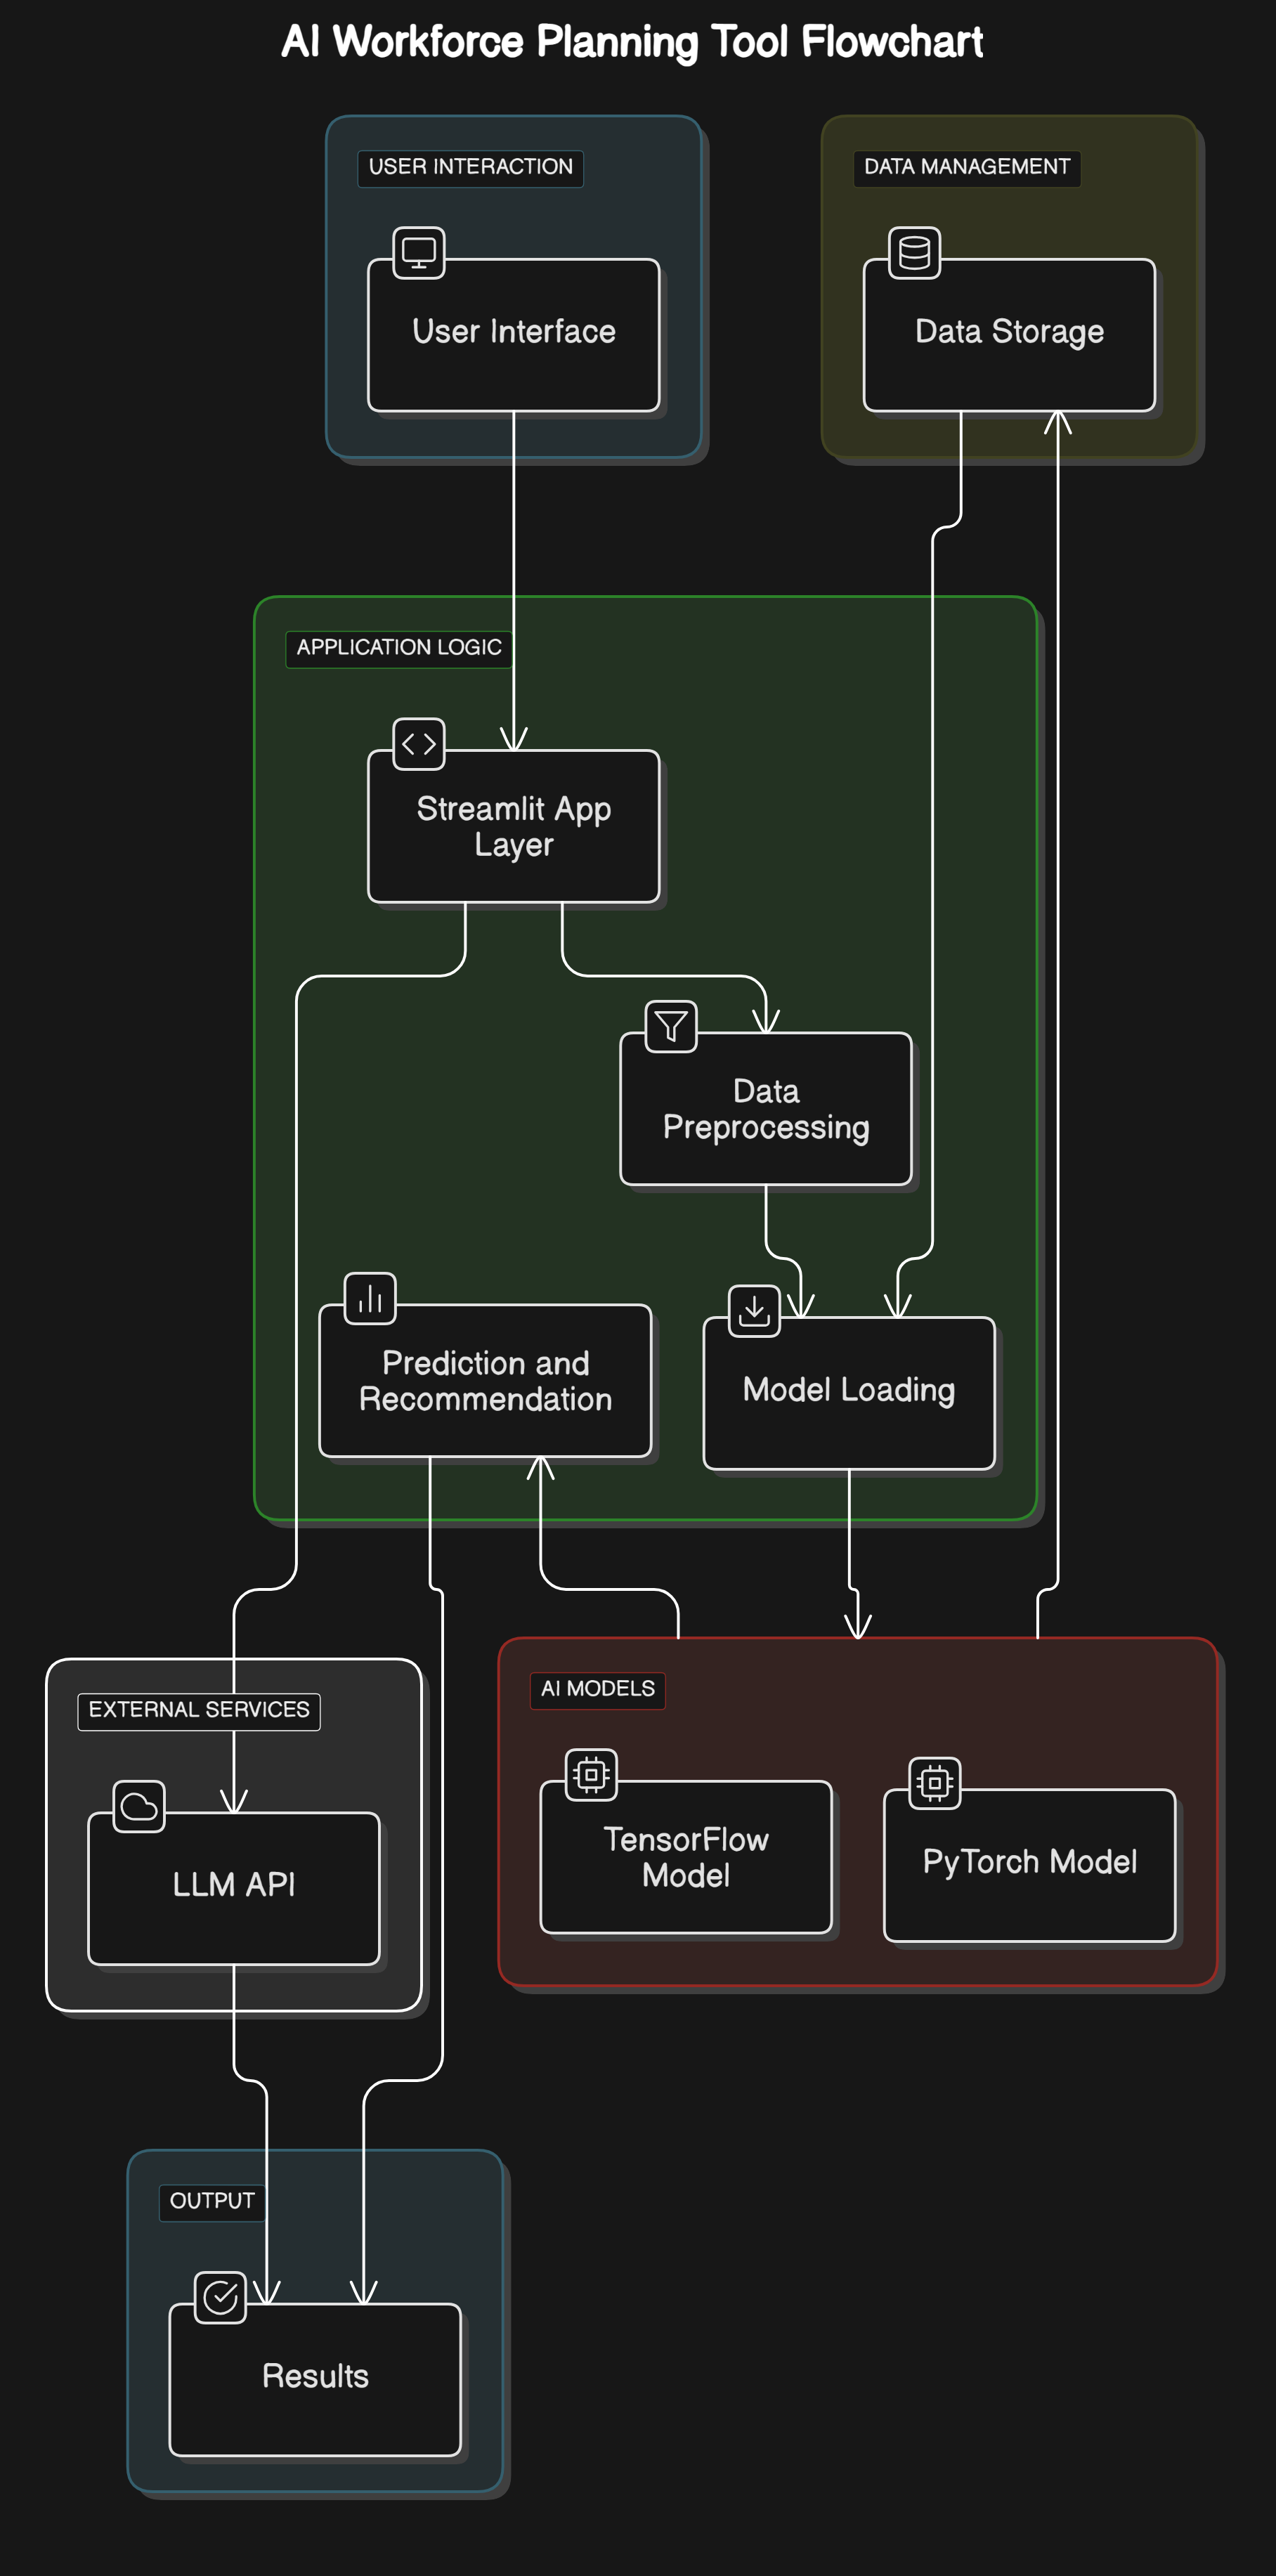 AI Workforce Planning Tool Flowchart
USER INTERACTION
User Interface
DATA MANAGEMENT
Data Storage
APPLICATION LOGIC
Streamlit App
Layer
Data
Preprocessing
Prediction and
Recommendation
Model Loading
EXTERNAL SERVICES
LLM API
AI MODELS
TensorFlow
Model
PyTorch Model
OUTPUT
Results